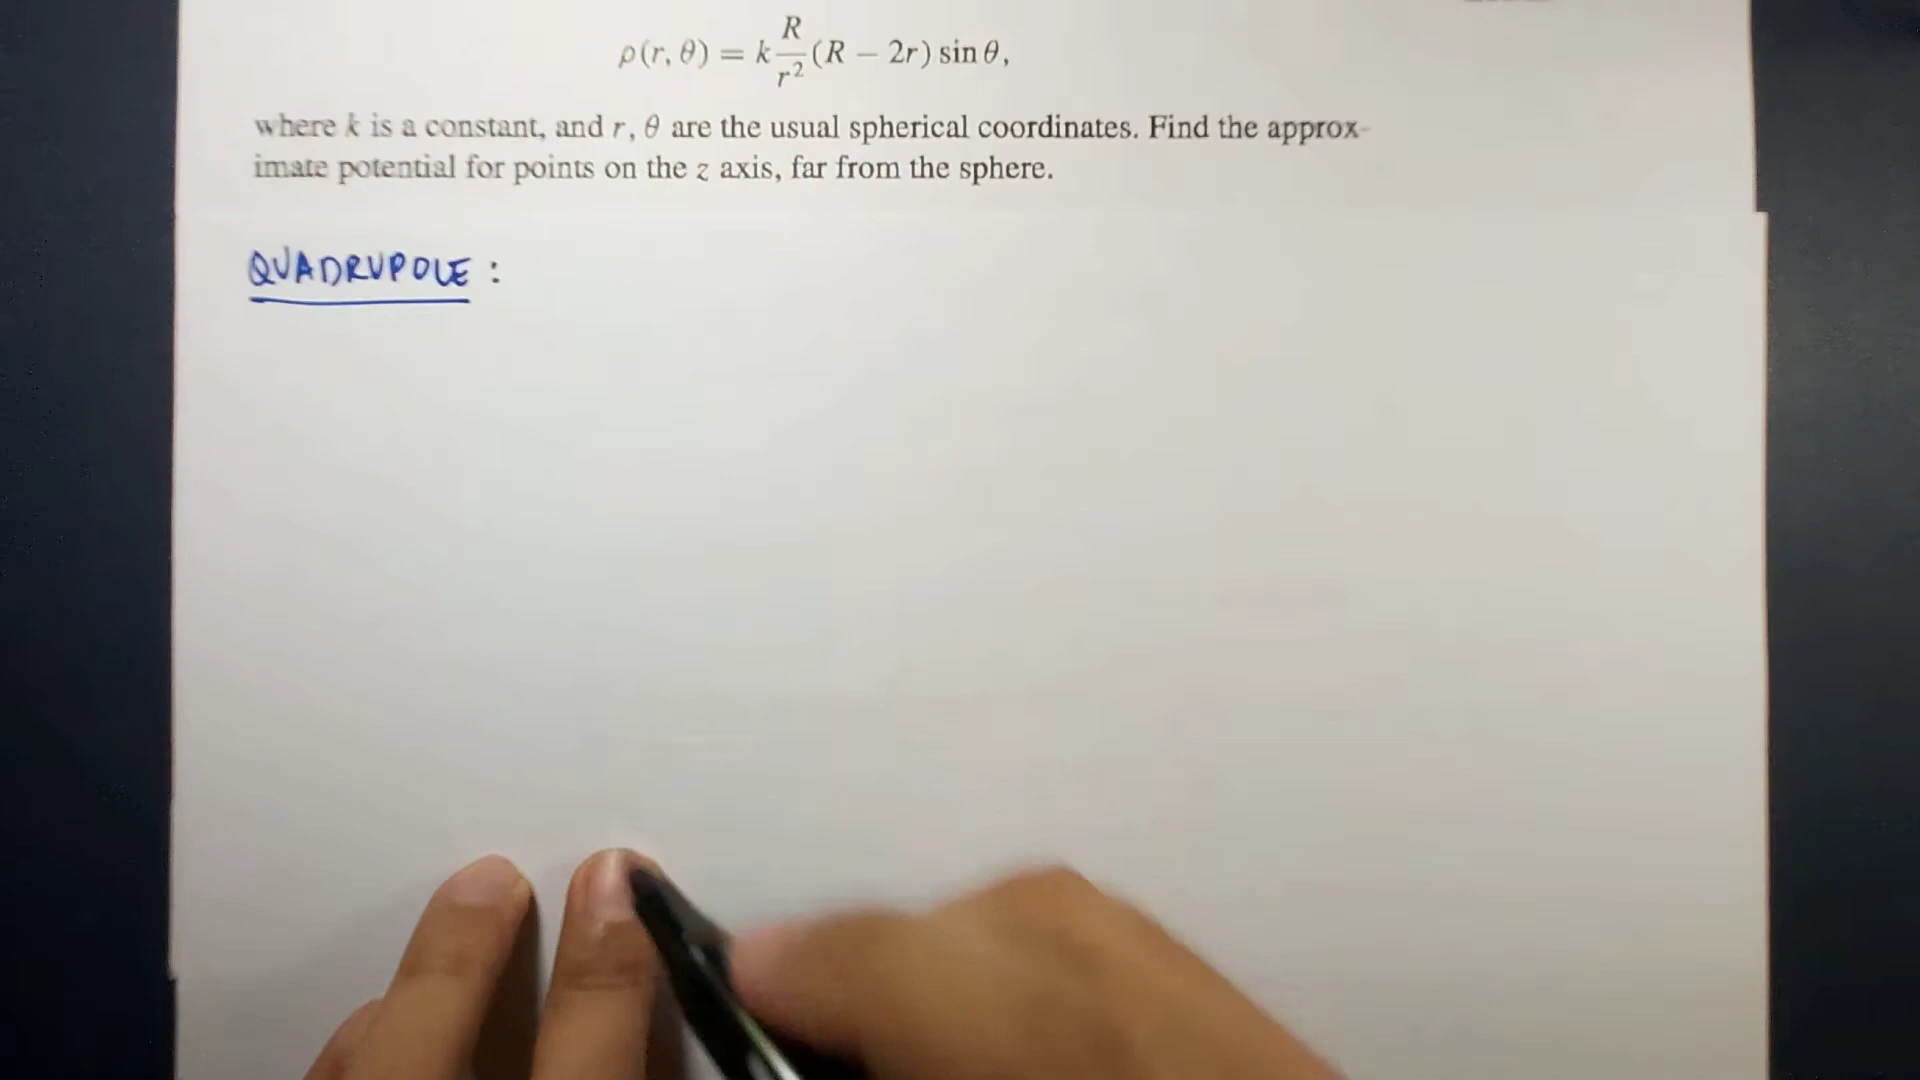 ρ(r, θ) = k R/r² (R − 2r) sin θ,
where k is a constant, and r, θ are the usual spherical coordinates. Find the approx-
imate potential for points on the z axis, far from the sphere.
QUADRUPOLE :